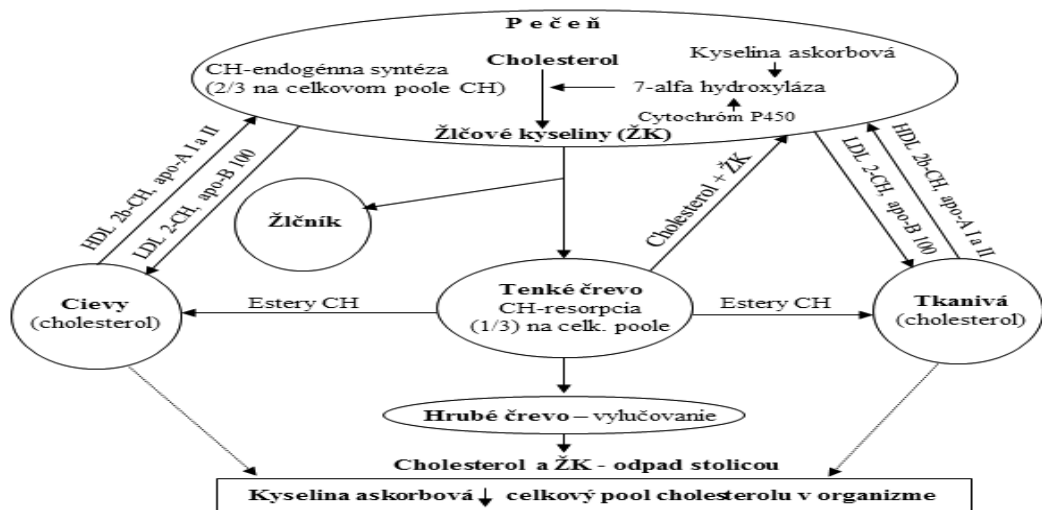 Pečeň
Kyselina askorbová
Cholesterol
CH-endogénna syntéza
(2/3 na celkovom poole CH)
7-alfa hydroxyláza
Cytochróm P450
Žlčové kyseliny (ŽK)
HDL 2b-CH, apo-A I a II
LDL 2-CH, apo-B 100
Žlčník
Cholesterol + ŽK
LDL 2-CH, apo-B 100
HDL 2b-CH, apo-A I a II
Cievy
(cholesterol)
Estery CH
Tenké črevo
CH-resorpcia
(1/3) na celk. poole
Estery CH
Tkanivá
(cholesterol)
Hrubé črevo – vylučovanie
Cholesterol a ŽK - odpad stolicou
Kyselina askorbová ↓ celkový pool cholesterolu v organizme